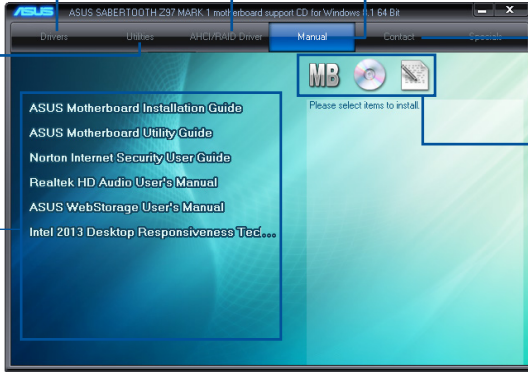 ASUS ASUS SABERTOOTH Z97 MARK 1 motherboard support CD for Windows 8.1 64 Bit
Drivers Utilities AHCI/RAID Driver Manual Contact Specials
MB
Please select items to install.
ASUS Motherboard Installation Guide
ASUS Motherboard Utility Guide
Norton Internet Security User Guide
Realtek HD Audio User's Manual
ASUS WebStorage User's Manual
Intel 2013 Desktop Responsiveness Tecl...